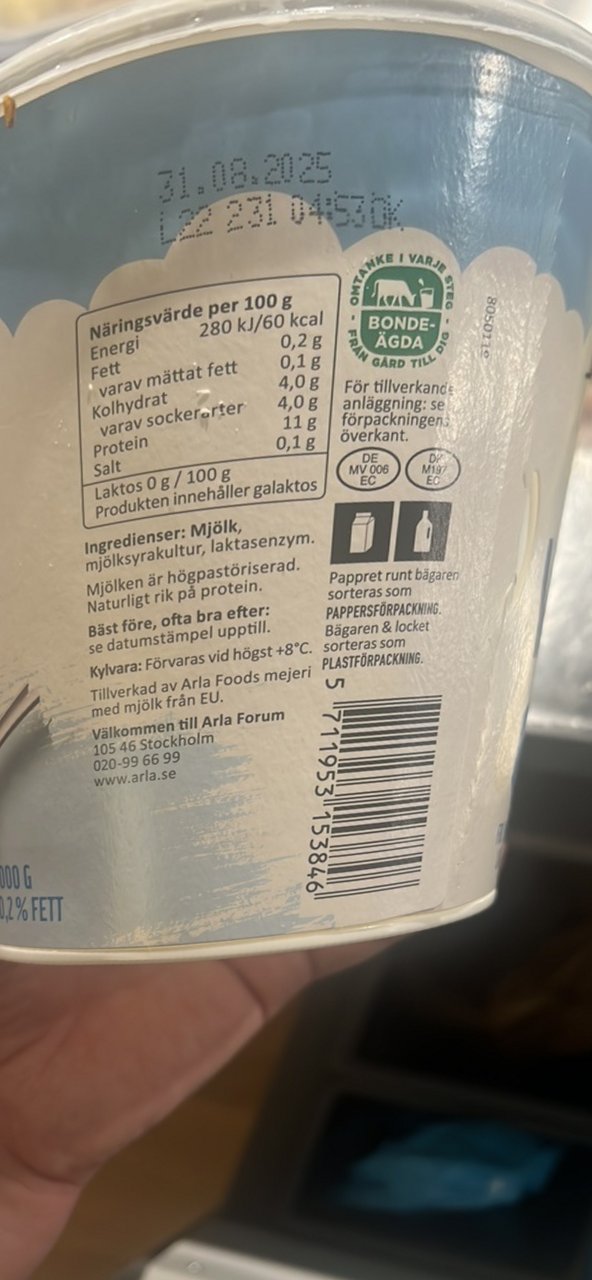 31.08.2025
L22 231 04:53 ÖK
Näringsvärde per 100 g
Energi 280 kJ/60 kcal
Fett 0,2 g
varav mättat fett 0,1 g
Kolhydrat 4,0 g
varav sockerarter 4,0 g
Protein 11 g
Salt 0,1 g
Laktos 0 g / 100 g
Produkten innehåller galaktos
Ingredienser: Mjölk,
mjölksyrakultur, laktasenzym.
Mjölken är högpastöriserad.
Naturligt rik på protein.
Bäst före, ofta bra efter:
se datumstämpel upptill.
Kylvara: Förvaras vid högst +8°C.
Tillverkad av Arla Foods mejeri
med mjölk från EU.
Välkommen till Arla Forum
105 46 Stockholm
020-99 66 99
www.arla.se
OMTANKE I VARJE STEG
BONDE-
ÄGDA
FRÅN GÅRD TILL DIG
För tillverkande
anläggning: se
förpackningens
överkant.
DE
MV 006
EC
M197
EC
Pappret runt bägaren
sorteras som
PAPPERSFÖRPACKNING.
Bägaren & locket
sorteras som
PLASTFÖRPACKNING.
5 711953 153846
000 G
0,2% FETT